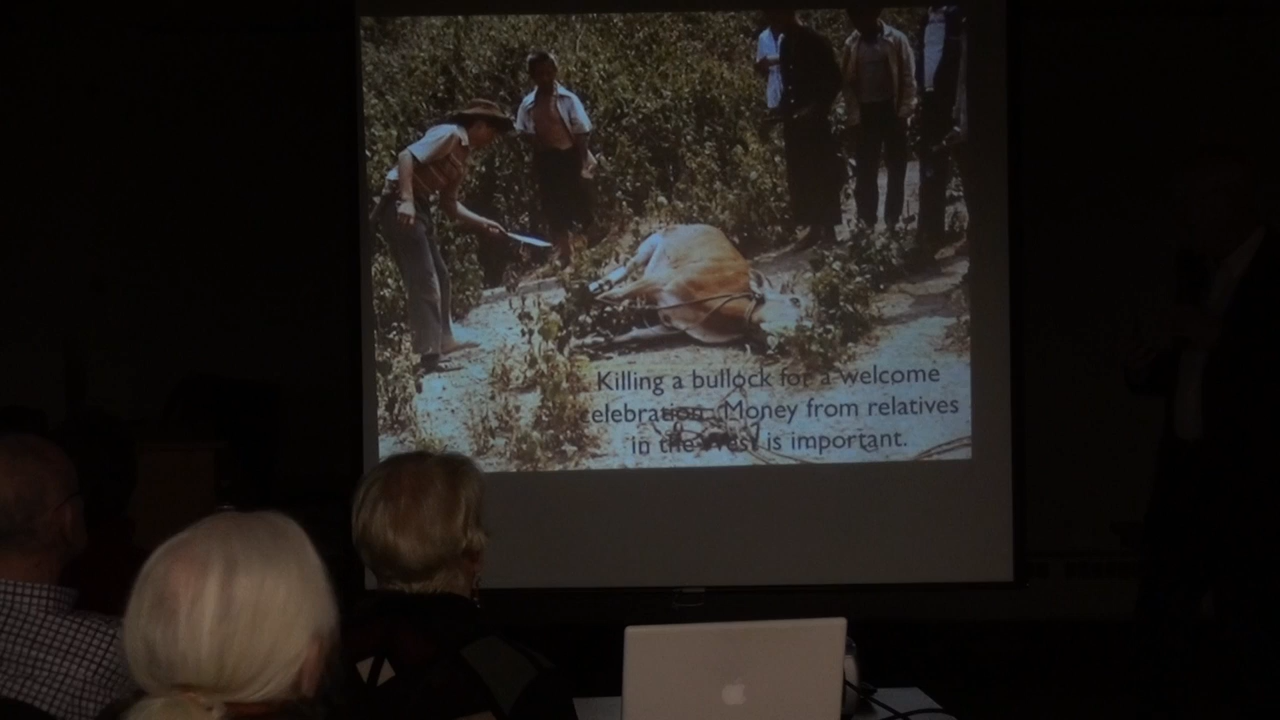 Killing a bullock for a welcome
celebration. Money from relatives
in the West is important.